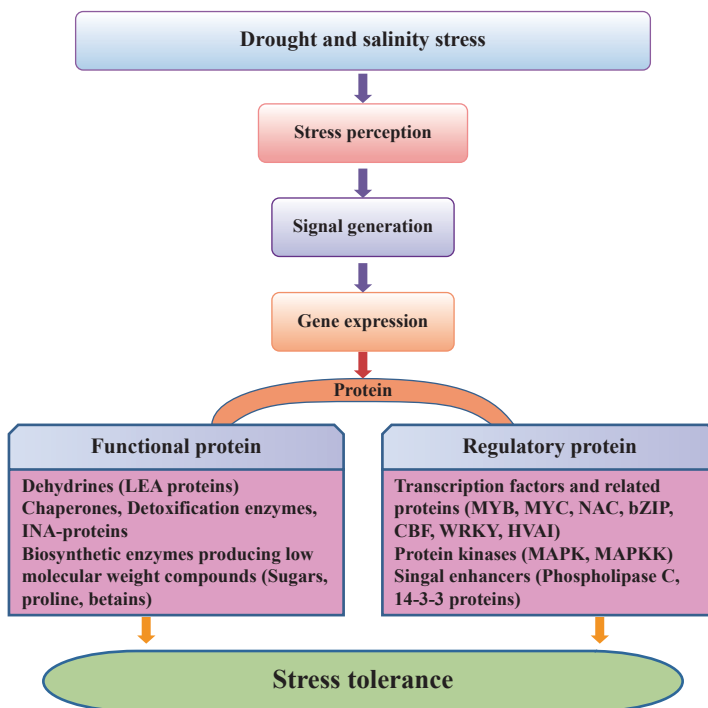 Drought and salinity stress
Stress perception
Signal generation
Gene expression
Protein
Functional protein
Dehydrines (LEA proteins)
Chaperones, Detoxification enzymes,
INA-proteins
Biosynthetic enzymes producing low
molecular weight compounds (Sugars,
proline, betains)
Regulatory protein
Transcription factors and related
proteins (MYB, MYC, NAC, bZIP,
CBF, WRKY, HVAI)
Protein kinases (MAPK, MAPKK)
Singal enhancers (Phospholipase C,
14-3-3 proteins)
Stress tolerance